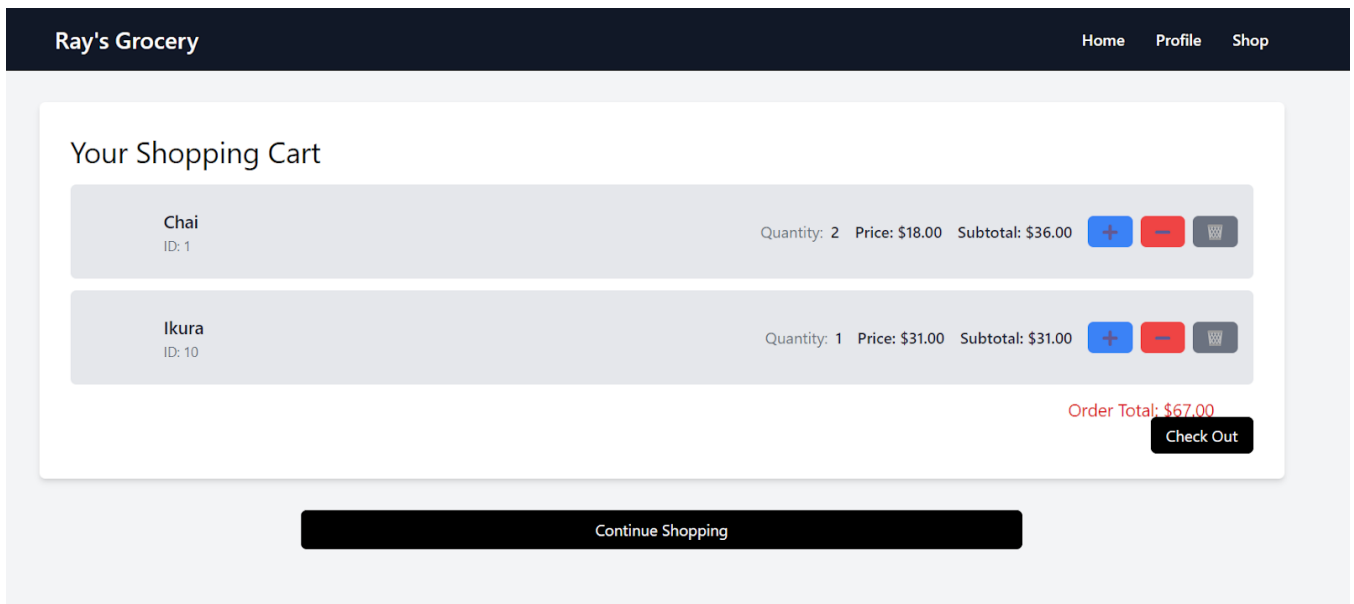 Ray's Grocery Home Profile Shop
Your Shopping Cart
Chai
ID: 1
Quantity: 2 Price: $18.00 Subtotal: $36.00
Ikura
ID: 10
Quantity: 1 Price: $31.00 Subtotal: $31.00
Order Total: $67.00
Check Out
Continue Shopping